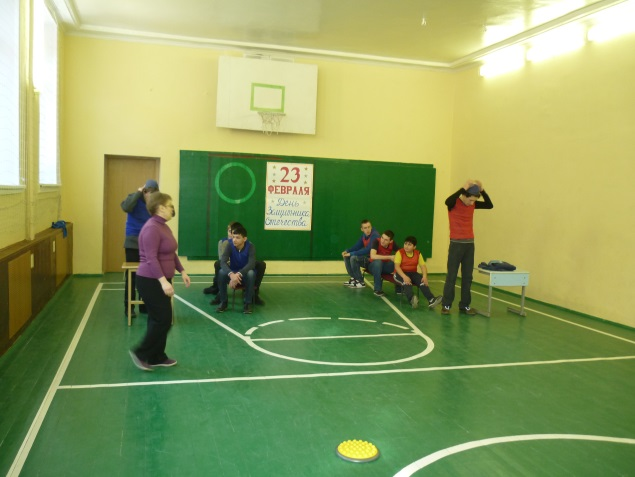 23
ФЕВРАЛЯ
День
Защитника
Отечества